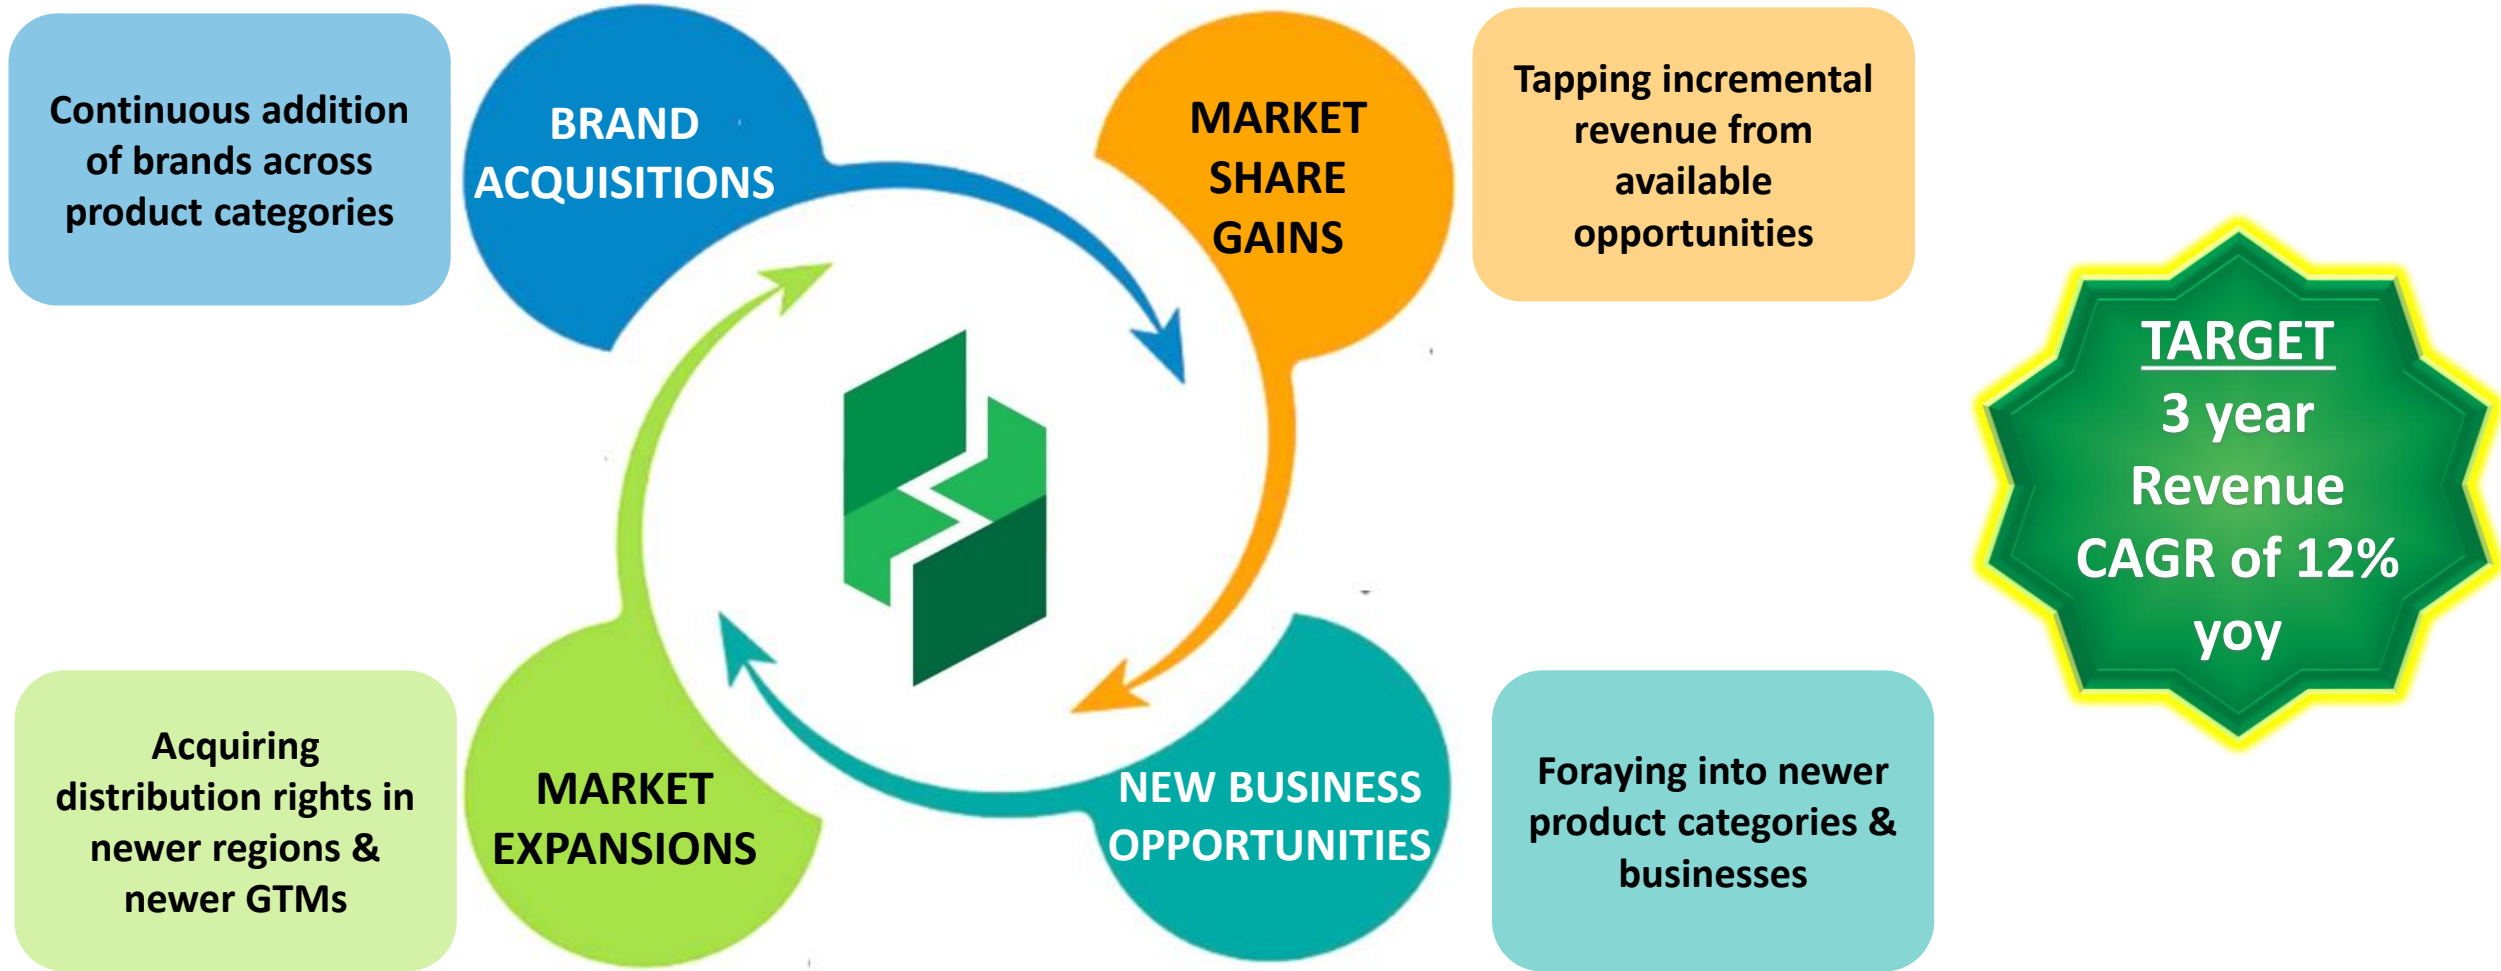 Continuous addition
of brands across
product categories
BRAND
ACQUISITIONS
MARKET
SHARE
GAINS
Tapping incremental
revenue from
available
opportunities
TARGET
3 year
Revenue
CAGR of 12%
yoy
Acquiring
distribution rights in
newer regions &
newer GTMs
MARKET
EXPANSIONS
NEW BUSINESS
OPPORTUNITIES
Foraying into newer
product categories &
businesses